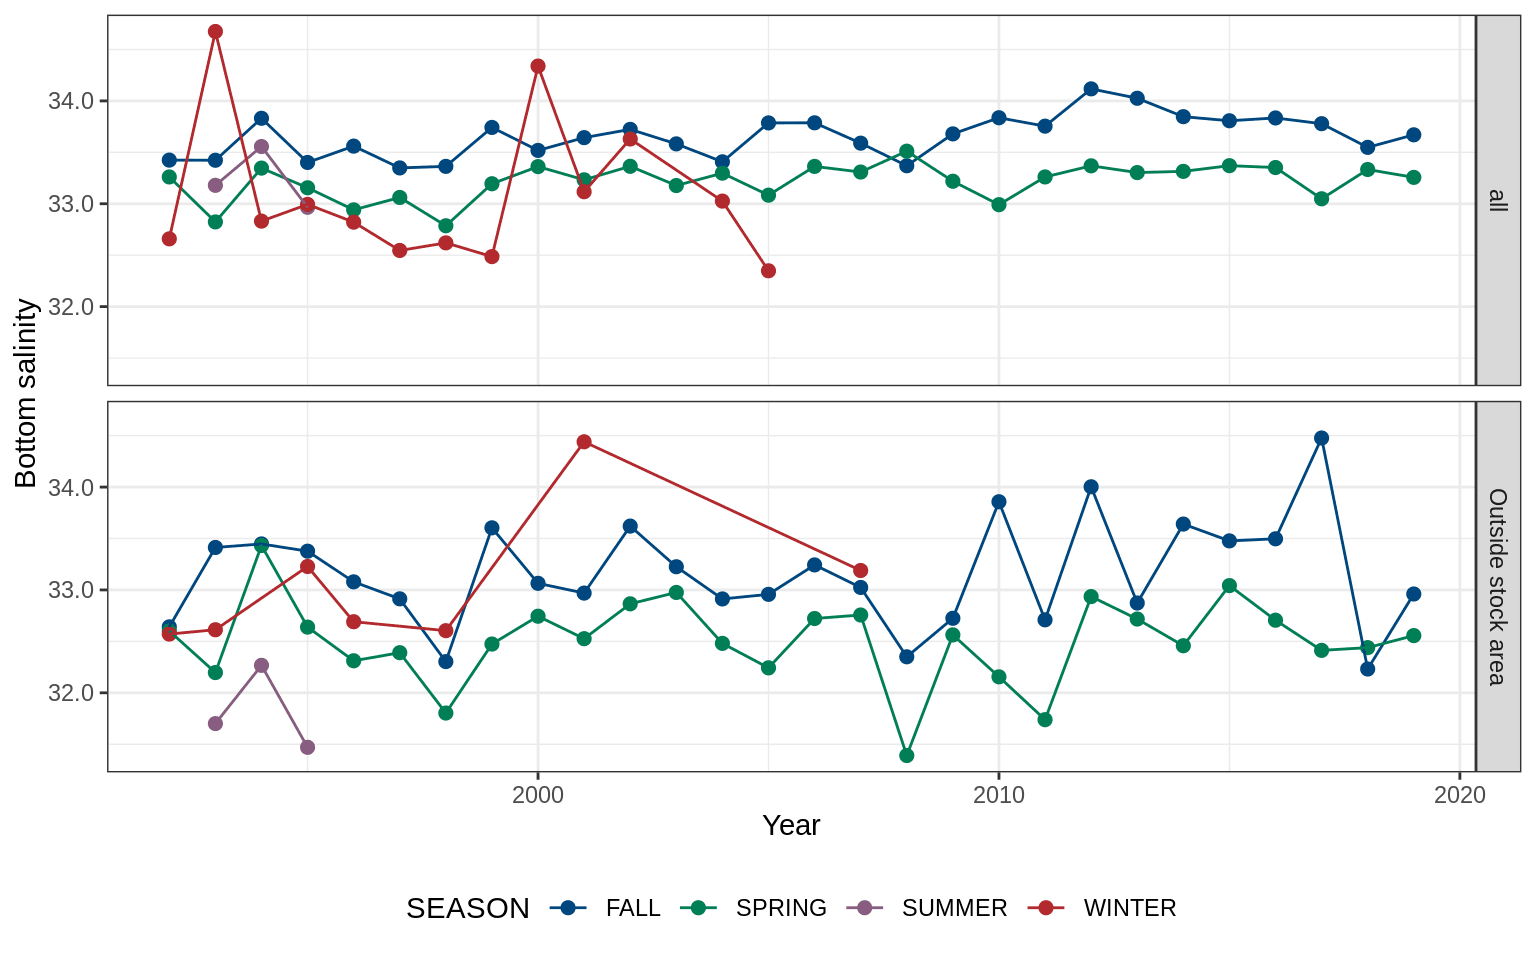 34.0
33.0
32.0
all
Bottom salinity
34.0
33.0
32.0
Outside stock area
2000 2010 2020
Year
SEASON FALL SPRING SUMMER WINTER